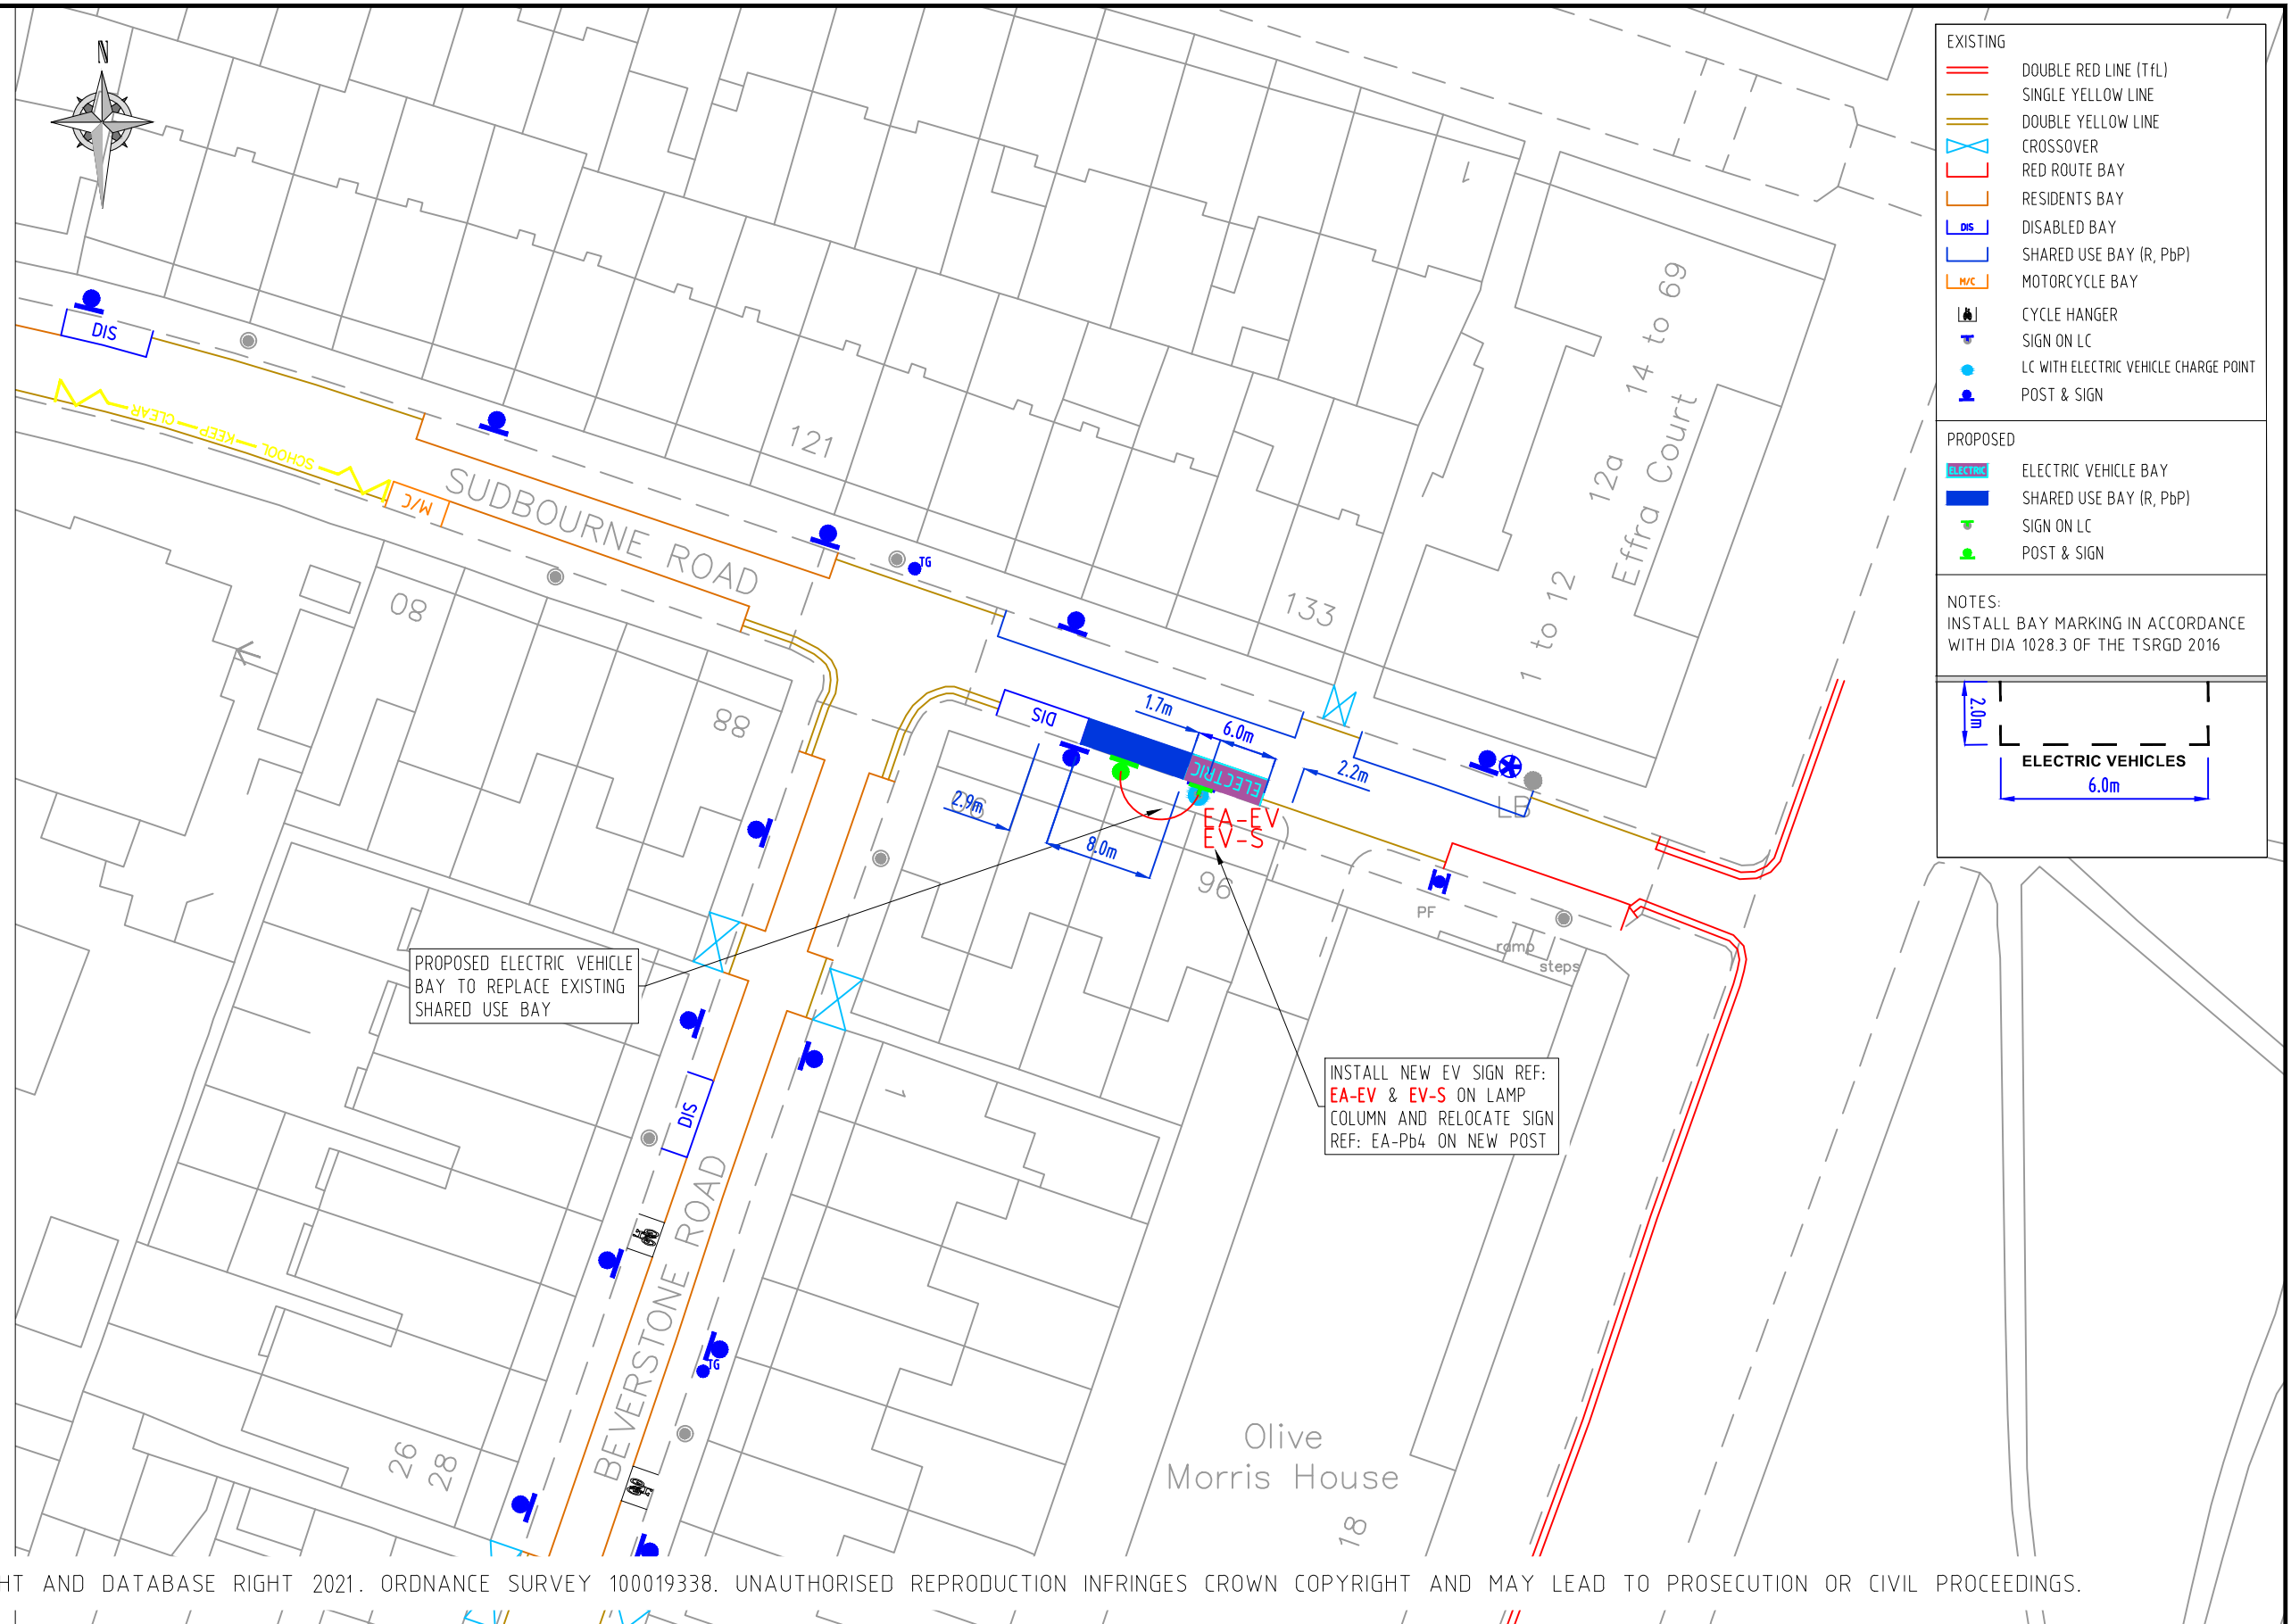 N
EXISTING
DOUBLE RED LINE (TfL)
SINGLE YELLOW LINE
DOUBLE YELLOW LINE
CROSSOVER
RED ROUTE BAY
RESIDENTS BAY
DIS DISABLED BAY
SHARED USE BAY (R, PbP)
M/C MOTORCYCLE BAY
CYCLE HANGER
SIGN ON LC
LC WITH ELECTRIC VEHICLE CHARGE POINT
POST & SIGN
PROPOSED
ELECTRIC ELECTRIC VEHICLE BAY
SHARED USE BAY (R, PbP)
SIGN ON LC
POST & SIGN
NOTES:
INSTALL BAY MARKING IN ACCORDANCE
WITH DIA 1028.3 OF THE TSRGD 2016
2.0m
ELECTRIC VEHICLES
6.0m
DIS
SCHOOL KEEP CLEAR
M/C
SUDBOURNE ROAD
121
TG
133
1
14 to 69
12a
1 to 12
Effra Court
80
88
DIS
1.7m
6.0m
ELECTRIC
2.2m
2.9m
90
8.0m
EA-EV
EV-S
96
LB
PF
ramp
steps
PROPOSED ELECTRIC VEHICLE
BAY TO REPLACE EXISTING
SHARED USE BAY
INSTALL NEW EV SIGN REF:
EA-EV & EV-S ON LAMP
COLUMN AND RELOCATE SIGN
REF: EA-Pb4 ON NEW POST
1
DIS
BEVERSTONE ROAD
TG
26
28
Olive
Morris House
18
HT AND DATABASE RIGHT 2021. ORDNANCE SURVEY 100019338. UNAUTHORISED REPRODUCTION INFRINGES CROWN COPYRIGHT AND MAY LEAD TO PROSECUTION OR CIVIL PROCEEDINGS.